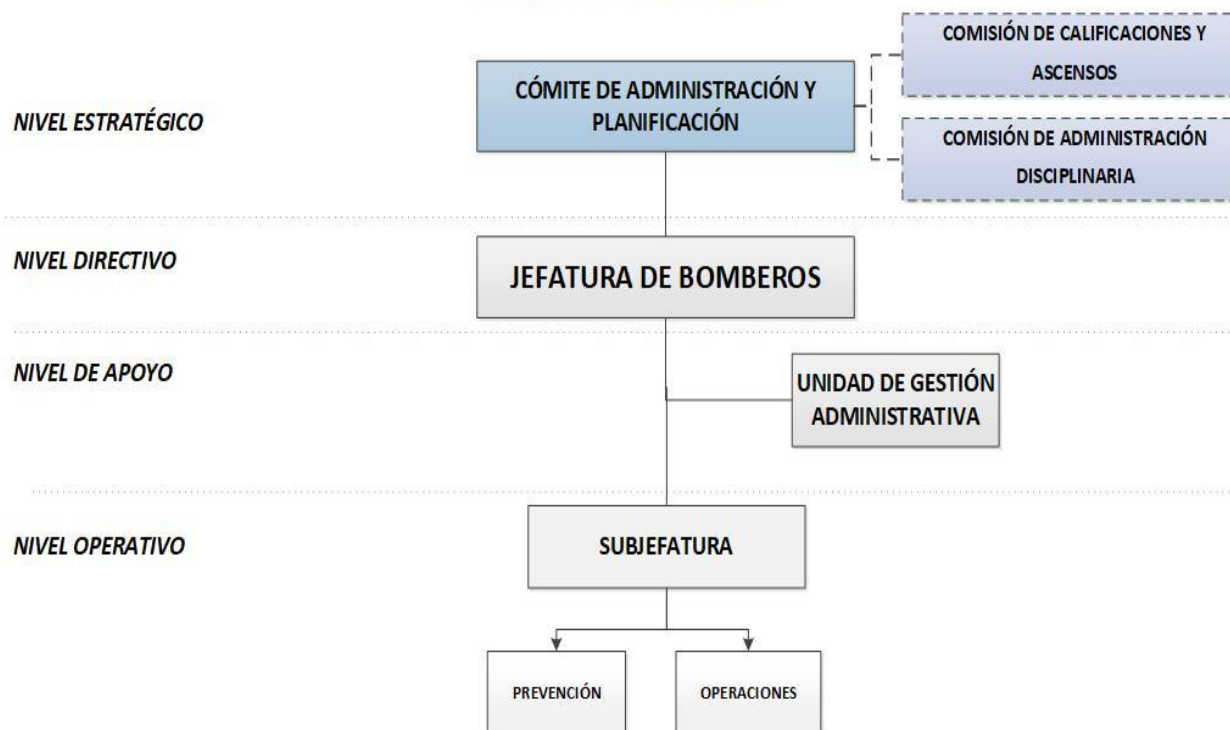 COMISIÓN DE CALIFICACIONES Y
ASCENSOS
NIVEL ESTRATÉGICO
CÓMITE DE ADMINISTRACIÓN Y
PLANIFICACIÓN
COMISIÓN DE ADMINISTRACIÓN
DISCIPLINARIA
NIVEL DIRECTIVO
JEFATURA DE BOMBEROS
NIVEL DE APOYO
UNIDAD DE GESTIÓN
ADMINISTRATIVA
NIVEL OPERATIVO
SUBJEFATURA
PREVENCIÓN
OPERACIONES